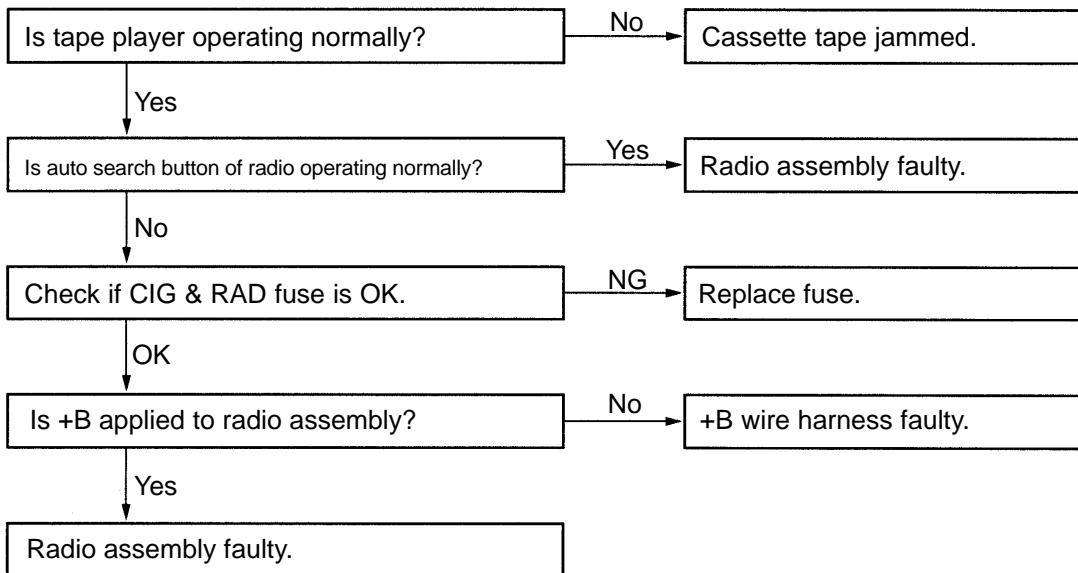 Is tape player operating normally?
No
Cassette tape jammed.
Yes
Is auto search button of radio operating normally?
Yes
Radio assembly faulty.
No
Check if CIG & RAD fuse is OK.
NG
Replace fuse.
OK
Is +B applied to radio assembly?
No
+B wire harness faulty.
Yes
Radio assembly faulty.